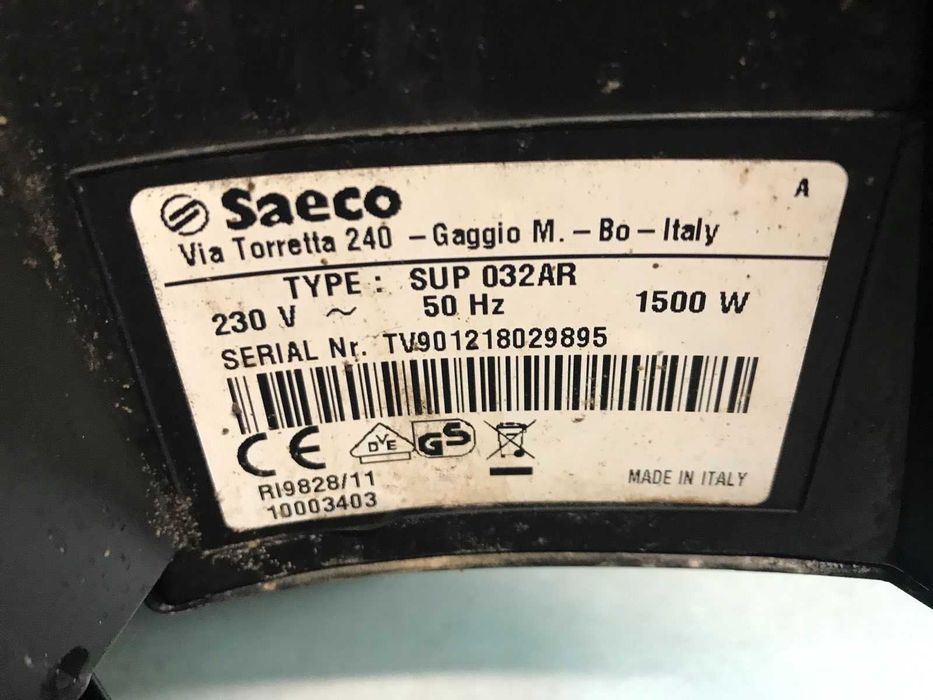 Saeco A
Via Torretta 240 – Gaggio M. – Bo – Italy
TYPE : SUP 032AR
230 V ~ 50 Hz 1500 W
SERIAL Nr. TV901218029895
CE DVE GS
RI9828/11
10003403
MADE IN ITALY